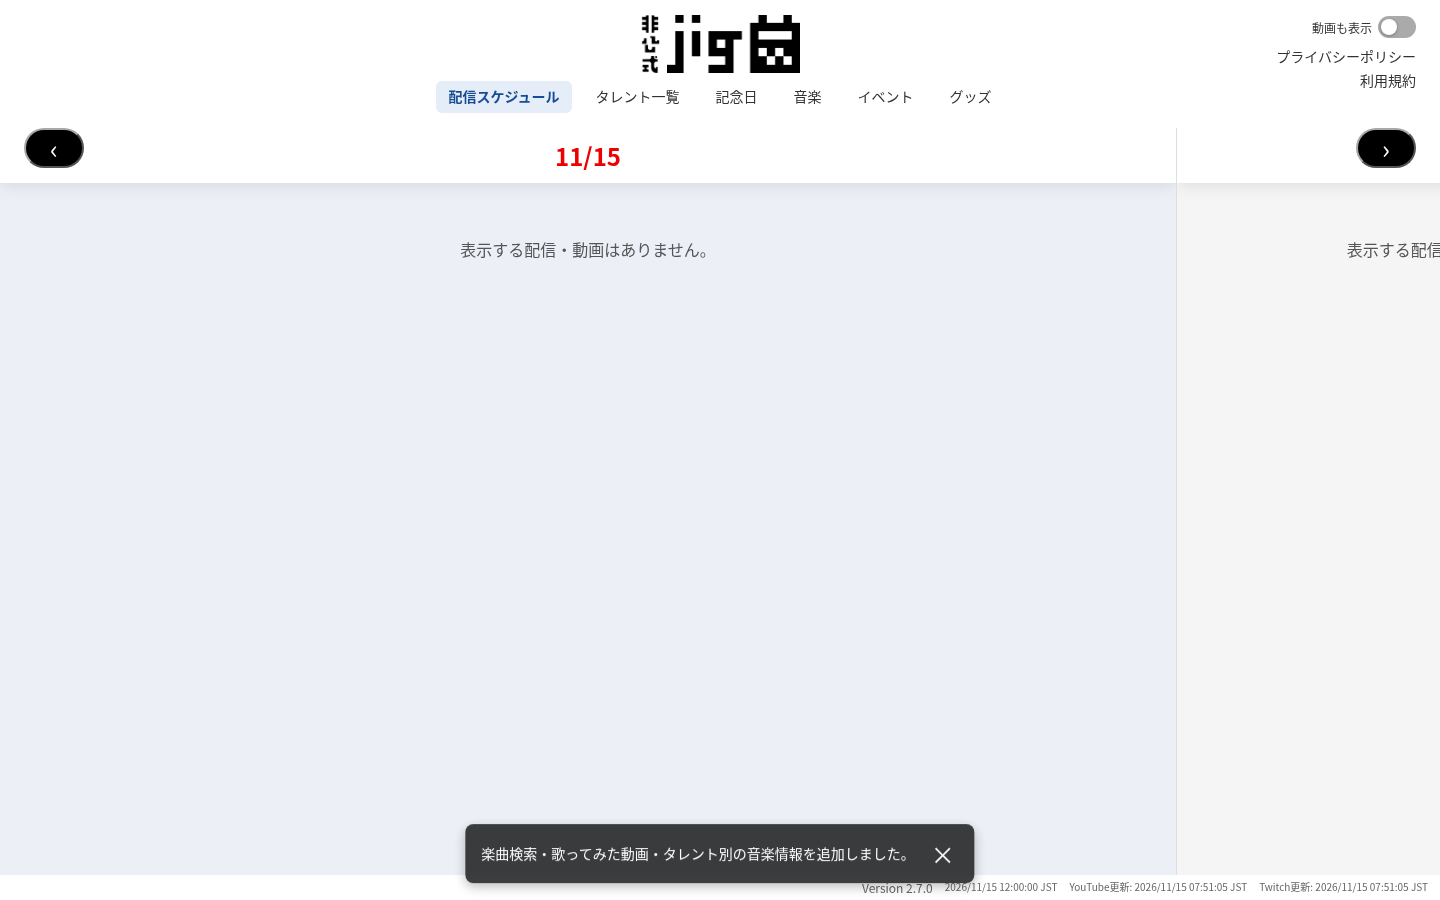 非公式 jig曲
動画も表示
プライバシーポリシー
利用規約
配信スケジュール タレント一覧 記念日 音楽 イベント グッズ
‹ 11/15 ›
表示する配信・動画はありません。 表示する配信
楽曲検索・歌ってみた動画・タレント別の音楽情報を追加しました。
Version 2.7.0 2026/11/15 12:00:00 JST YouTube更新: 2026/11/15 07:51:05 JST Twitch更新: 2026/11/15 07:51:05 JST